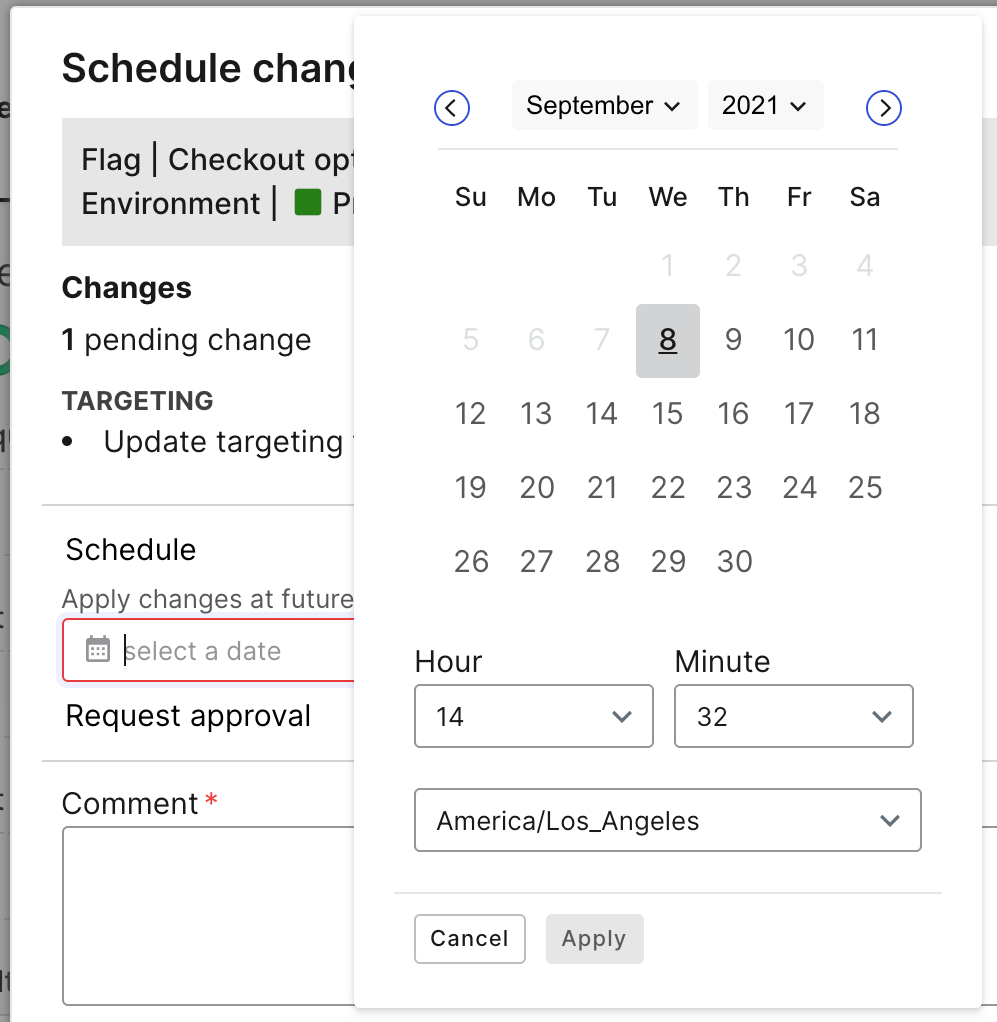 Schedule chang
Flag | Checkout opt
Environment |
Changes
1 pending change
TARGETING
• Update targeting
Schedule
Apply changes at future
select a date
Request approval
Comment *
September 2021
Su Mo Tu We Th Fr Sa
1 2 3 4
5 6 7 8 9 10 11
12 13 14 15 16 17 18
19 20 21 22 23 24 25
26 27 28 29 30
Hour Minute
14 32
America/Los_Angeles
Cancel Apply